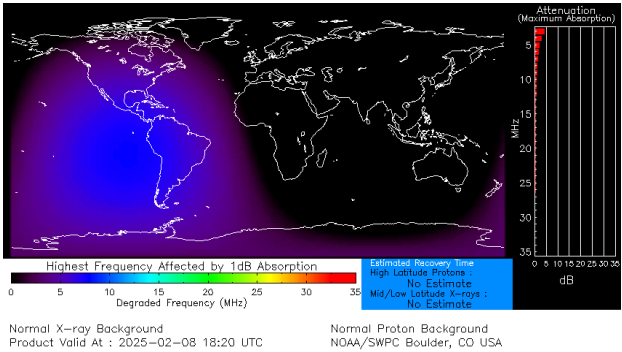 Attenuation
(Maximum Absorption)
5
10
15
20
25
30
35
MHz
0 5 10 15 20 25 30 35
dB
Highest Frequency Affected by 1dB Absorption
0 5 10 15 20 25 30 35
Degraded Frequency (MHz)
Estimated Recovery Time
High Latitude Protons :
No Estimate
Mid/Low Latitude X-rays :
No Estimate
Normal X-ray Background
Normal Proton Background
Product Valid At : 2025-02-08 18:20 UTC
NOAA/SWPC Boulder, CO USA